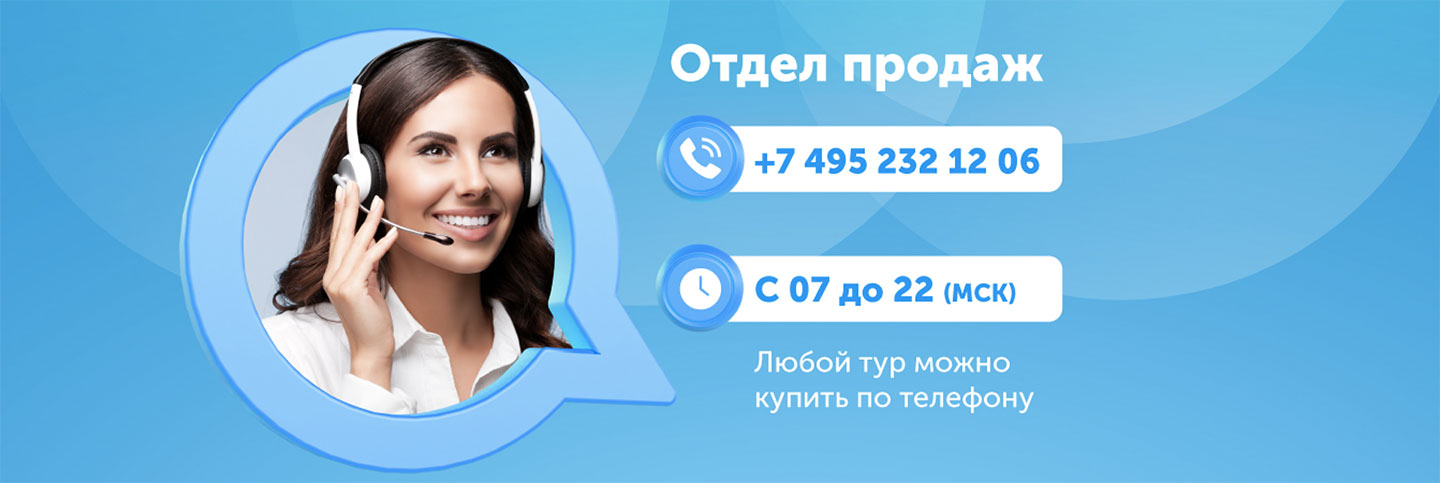 Отдел продаж
+7 495 232 12 06
С 07 до 22 (МСК)
Любой тур можно
купить по телефону